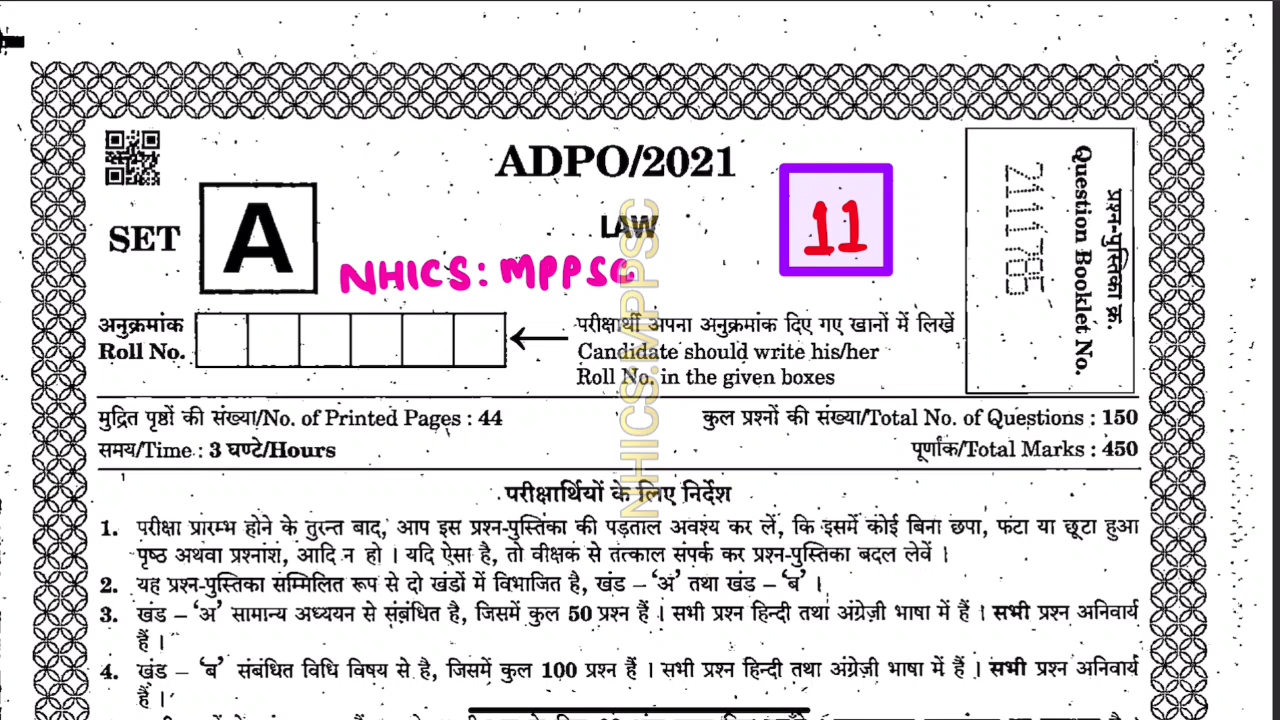 ADPO/2021
LAW
11
SET
A
NHICS: MPPSC
NHICS:MPPSC
प्रश्न-पुस्तिका क्र.
Question Booklet No.
2111785
अनुक्रमांक
Roll No.
परीक्षार्थी अपना अनुक्रमांक दिए गए खानों में लिखें
Candidate should write his/her
Roll No. in the given boxes
मुद्रित पृष्ठों की संख्या/No. of Printed Pages : 44
कुल प्रश्नों की संख्या/Total No. of Questions : 150
समय/Time : 3 घण्टे/Hours
पूर्णांक/Total Marks : 450
परीक्षार्थियों के लिए निर्देश
1. परीक्षा प्रारम्भ होने के तुरन्त बाद, आप इस प्रश्न-पुस्तिका की पड़ताल अवश्य कर लें, कि इसमें कोई बिना छपा, फटा या छूटा हुआ
पृष्ठ अथवा प्रश्नांश, आदि न हो । यदि ऐसा है, तो वीक्षक से तत्काल संपर्क कर प्रश्न-पुस्तिका बदल लेवें ।
2. यह प्रश्न-पुस्तिका सम्मिलित रूप से दो खंडों में विभाजित है, खंड – ‘अ’ तथा खंड – ‘ब’ ।
3. खंड – ‘अ’ सामान्य अध्ययन से संबंधित है, जिसमें कुल 50 प्रश्न हैं । सभी प्रश्न हिन्दी तथा अंग्रेज़ी भाषा में हैं । सभी प्रश्न अनिवार्य
हैं ।
4. खंड – ‘ब’ संबंधित विधि विषय से है, जिसमें कुल 100 प्रश्न हैं । सभी प्रश्न हिन्दी तथा अंग्रेज़ी भाषा में हैं । सभी प्रश्न अनिवार्य
हैं ।